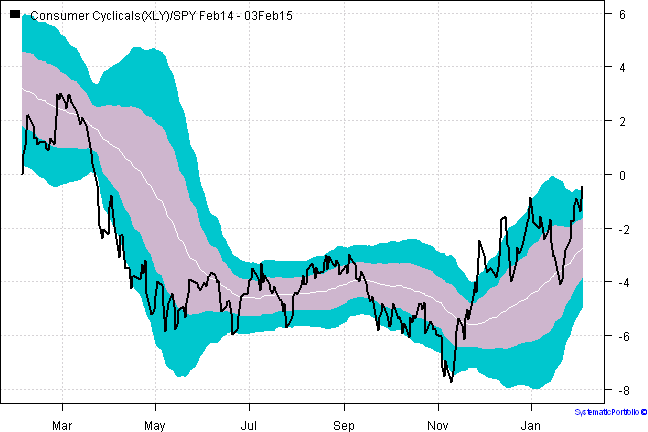 Consumer Cyclicals(XLY)/SPY Feb14 - 03Feb15
6
4
2
0
-2
-4
-6
-8
SystematicPortfolio ©
Mar May Jul Sep Nov Jan